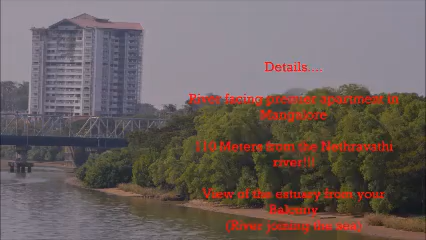 Details....
River facing premier apartment in
Mangalore
110 Meters from the Nethravathi
river!!!
View of the estuary from your
Balcony
(River joining the sea)